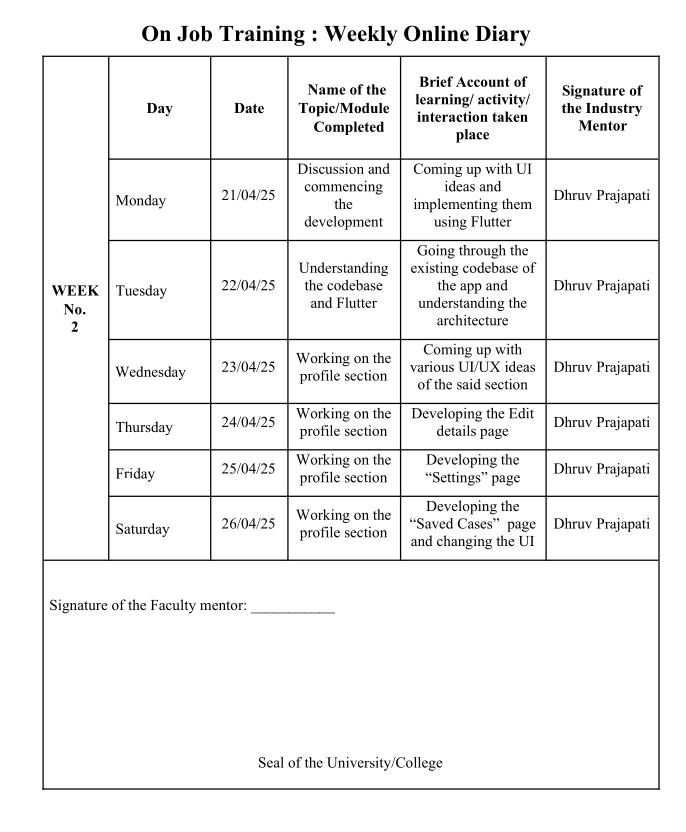 On Job Training : Weekly Online Diary
WEEK
No.
2
Day
Date
Name of the
Topic/Module
Completed
Brief Account of
learning/ activity/
interaction taken
place
Signature of
the Industry
Mentor
Monday
21/04/25
Discussion and
commencing
the
development
Coming up with UI
ideas and
implementing them
using Flutter
Dhruv Prajapati
Tuesday
22/04/25
Understanding
the codebase
and Flutter
Going through the
existing codebase of
the app and
understanding the
architecture
Dhruv Prajapati
Wednesday
23/04/25
Working on the
profile section
Coming up with
various UI/UX ideas
of the said section
Dhruv Prajapati
Thursday
24/04/25
Working on the
profile section
Developing the Edit
details page
Dhruv Prajapati
Friday
25/04/25
Working on the
profile section
Developing the
“Settings” page
Dhruv Prajapati
Saturday
26/04/25
Working on the
profile section
Developing the
“Saved Cases” page
and changing the UI
Dhruv Prajapati
Signature of the Faculty mentor: ___________
Seal of the University/College